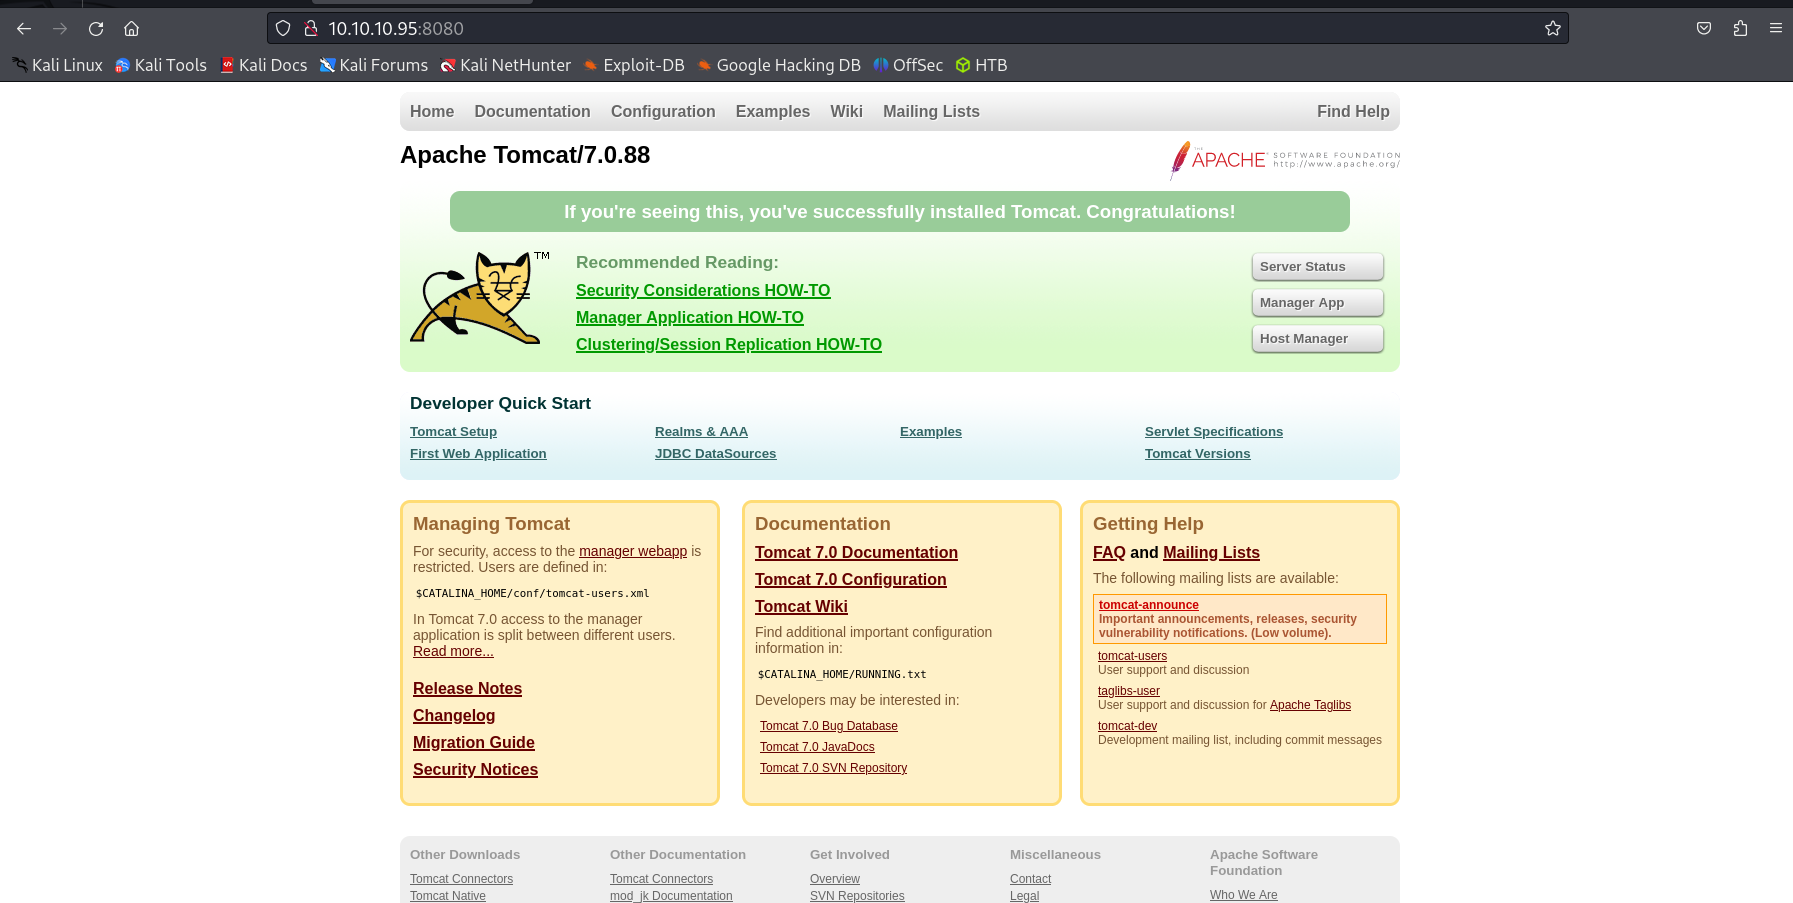 10.10.10.95:8080
Kali Linux Kali Tools Kali Docs Kali Forums Kali NetHunter Exploit-DB Google Hacking DB OffSec HTB
Home Documentation Configuration Examples Wiki Mailing Lists Find Help
Apache Tomcat/7.0.88
THE APACHE SOFTWARE FOUNDATION
http://www.apache.org/
If you're seeing this, you've successfully installed Tomcat. Congratulations!
TM
Recommended Reading:
Security Considerations HOW-TO
Manager Application HOW-TO
Clustering/Session Replication HOW-TO
Server Status
Manager App
Host Manager
Developer Quick Start
Tomcat Setup
First Web Application
Realms & AAA
JDBC DataSources
Examples
Servlet Specifications
Tomcat Versions
Managing Tomcat
For security, access to the manager webapp is
restricted. Users are defined in:
$CATALINA_HOME/conf/tomcat-users.xml
In Tomcat 7.0 access to the manager
application is split between different users.
Read more...
Release Notes
Changelog
Migration Guide
Security Notices
Documentation
Tomcat 7.0 Documentation
Tomcat 7.0 Configuration
Tomcat Wiki
Find additional important configuration
information in:
$CATALINA_HOME/RUNNING.txt
Developers may be interested in:
Tomcat 7.0 Bug Database
Tomcat 7.0 JavaDocs
Tomcat 7.0 SVN Repository
Getting Help
FAQ and Mailing Lists
The following mailing lists are available:
tomcat-announce
Important announcements, releases, security
vulnerability notifications. (Low volume).
tomcat-users
User support and discussion
taglibs-user
User support and discussion for Apache Taglibs
tomcat-dev
Development mailing list, including commit messages
Other Downloads
Tomcat Connectors
Tomcat Native
Other Documentation
Tomcat Connectors
mod_jk Documentation
Get Involved
Overview
SVN Repositories
Miscellaneous
Contact
Legal
Apache Software
Foundation
Who We Are